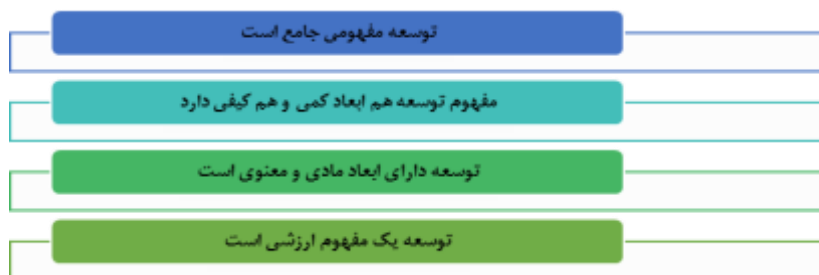 توسعه مفهومی جامع است
مفهوم توسعه هم ابعاد کمی و هم کیفی دارد
توسعه دارای ابعاد مادی و معنوی است
توسعه یک مفهوم ارزشی است